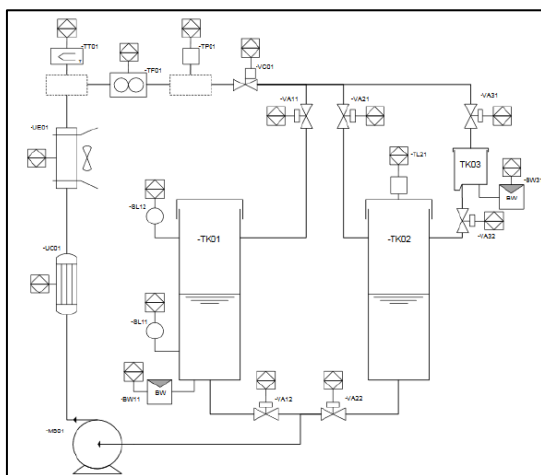 -TT01
-TP01
-VC01
-TF01
-VA11
-VA21
-VA31
-UE01
-TL21
TK03
-BW31
BW
-BL12
-TK01
-TK02
-VA32
-UC01
-BL11
BW
-BW11
-VA12
-VA22